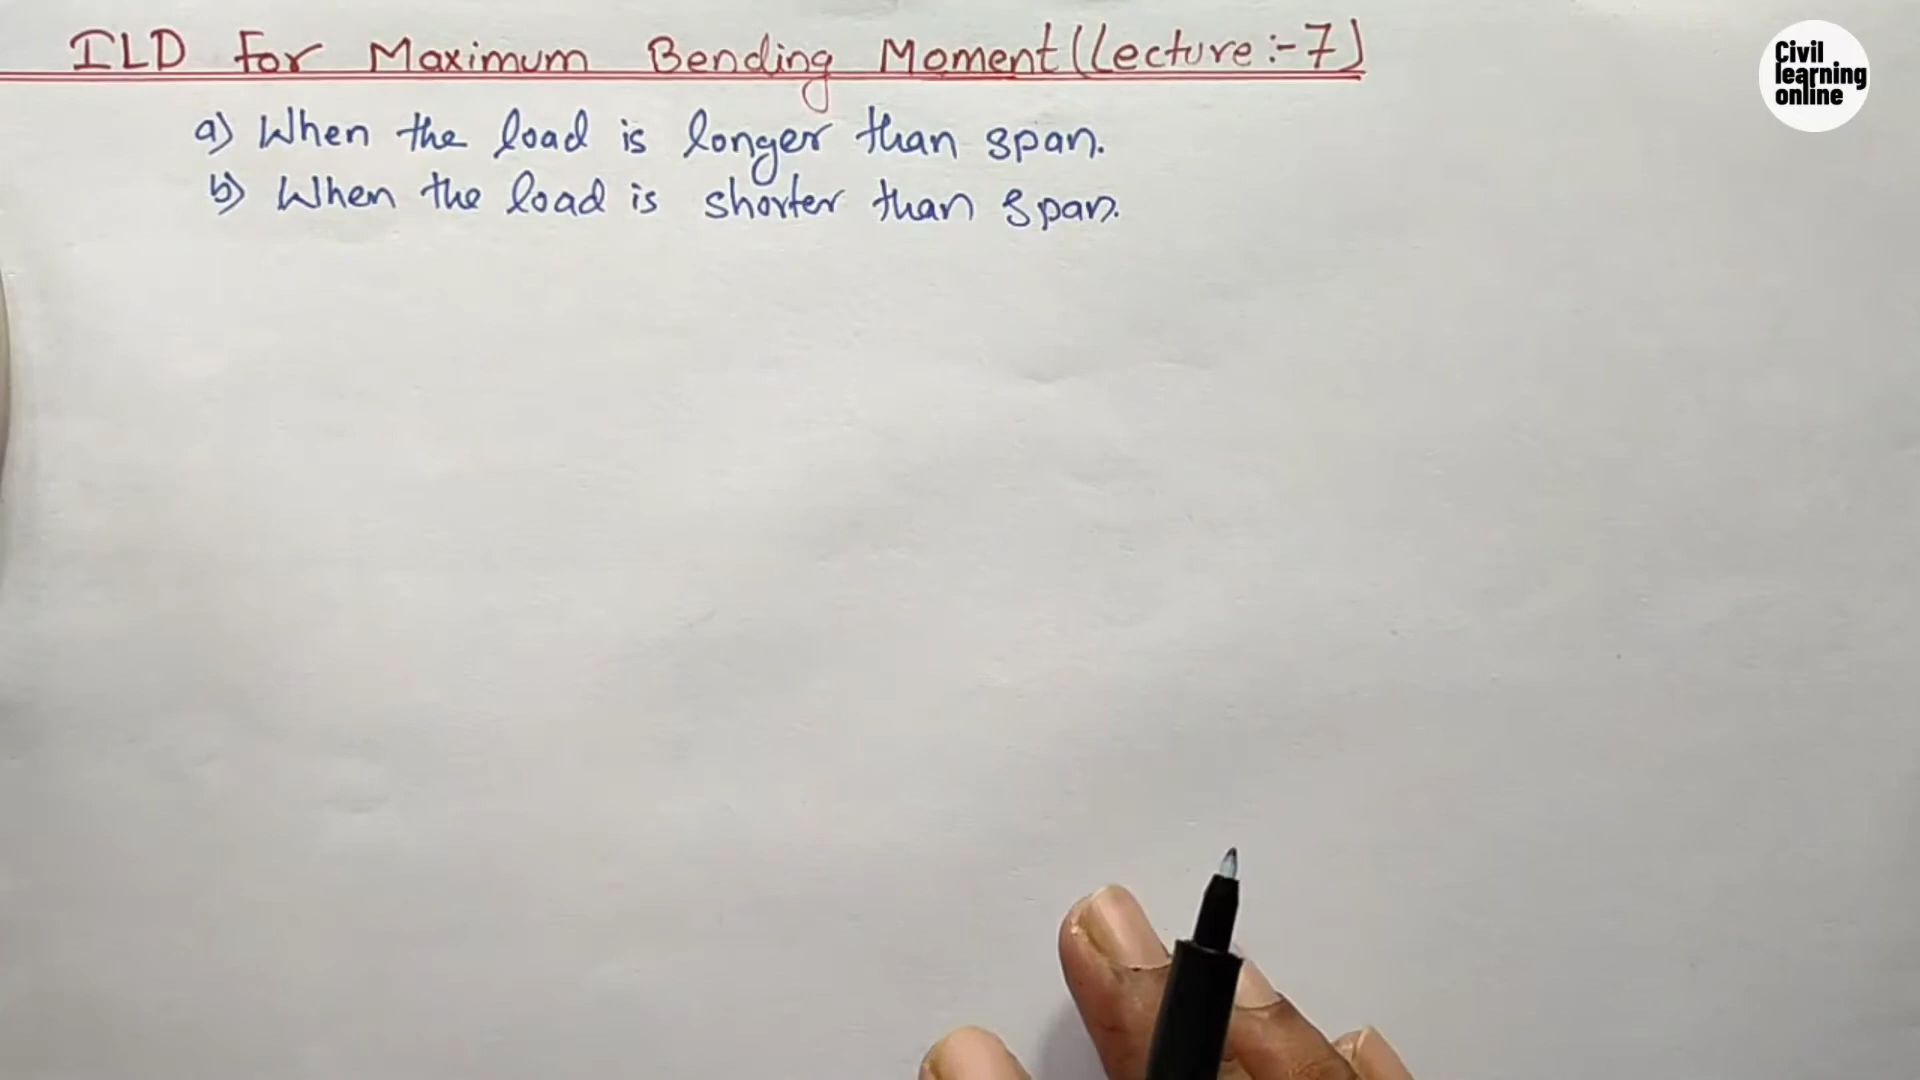 ILD For Maximum Bending Moment (Lecture:-7)
a) When the load is longer than span.
b) When the load is shorter than span.
Civil
learning
online